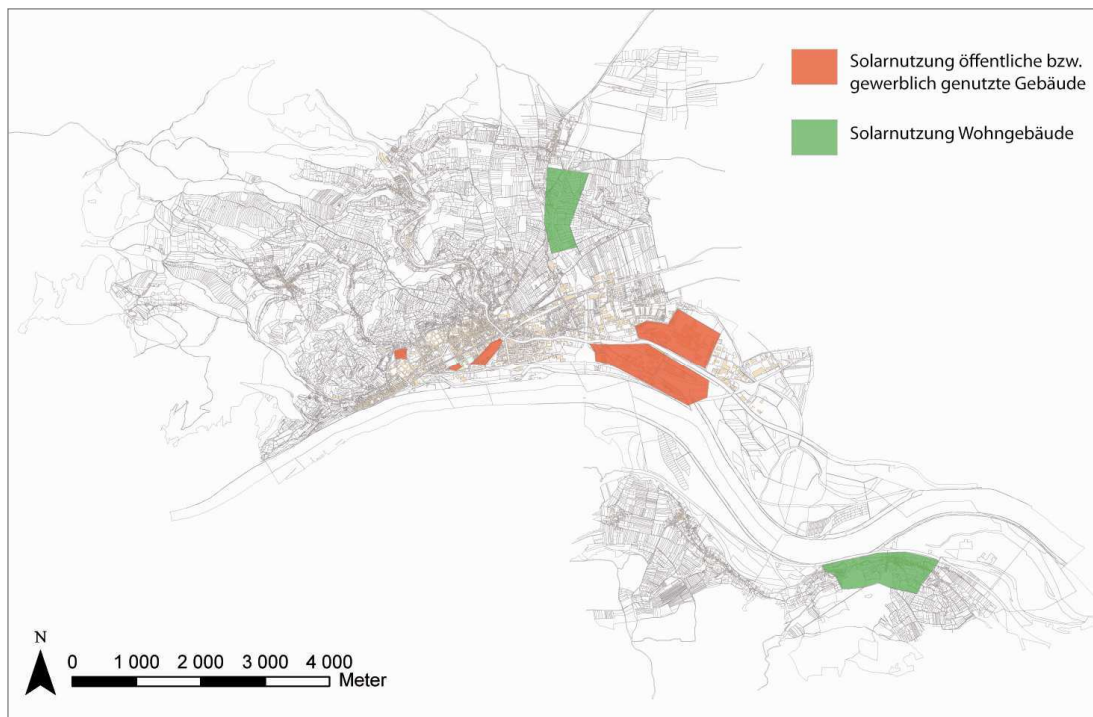 Solarnutzung öffentliche bzw.
gewerblich genutzte Gebäude
Solarnutzung Wohngebäude
N
0 1 000 2 000 3 000 4 000
Meter